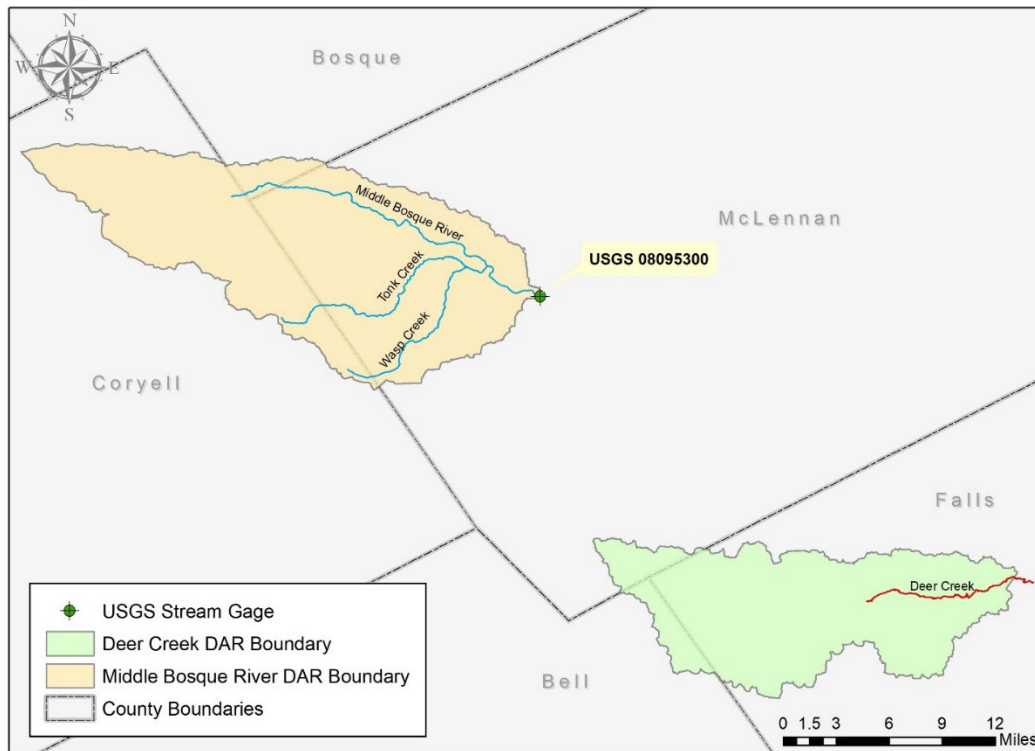 N
W E
S
Bosque
McLennan
Middle Bosque River
USGS 08095300
Tonk Creek
Wasp Creek
Coryell
Falls
Deer Creek
Bell
USGS Stream Gage
Deer Creek DAR Boundary
Middle Bosque River DAR Boundary
County Boundaries
0 1.5 3 6 9 12
Miles